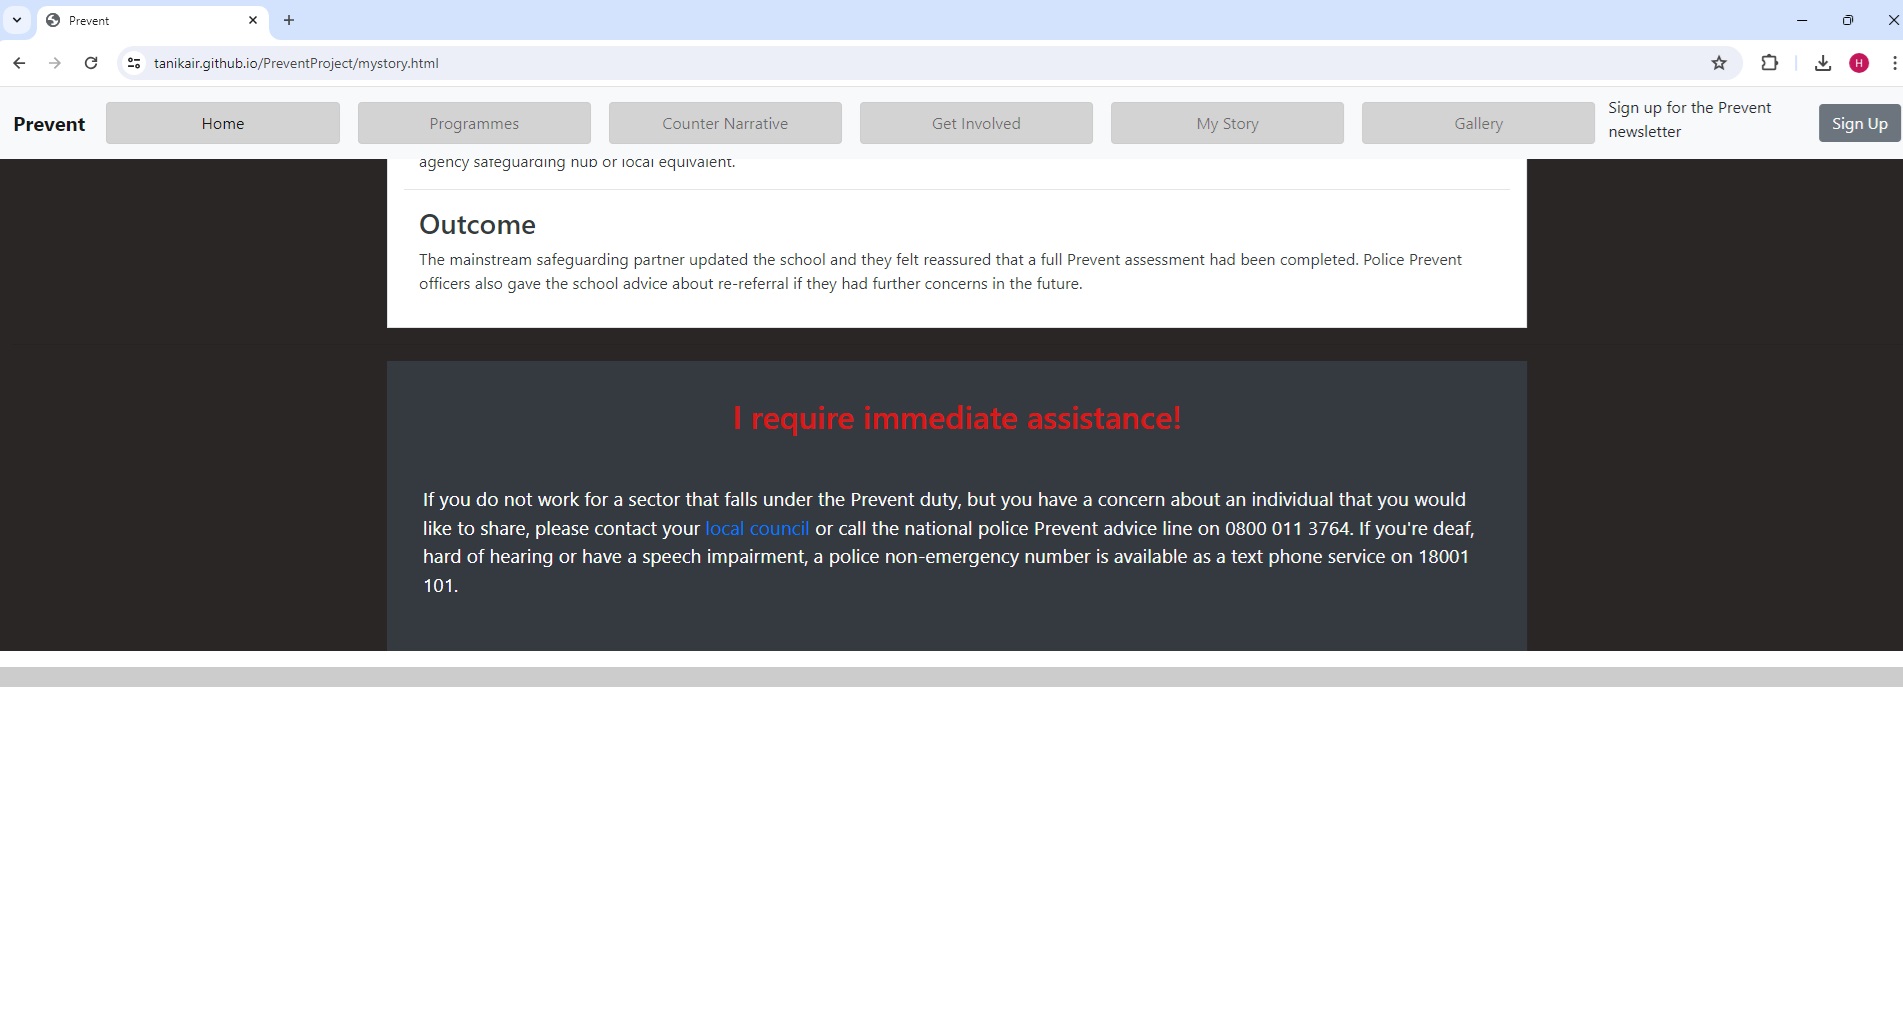 Prevent
tanikair.github.io/PreventProject/mystory.html
H
Prevent
Home
Programmes
Counter Narrative
Get Involved
My Story
Gallery
Sign up for the Prevent
newsletter
Sign Up
agency safeguarding hub or local equivalent.
Outcome
The mainstream safeguarding partner updated the school and they felt reassured that a full Prevent assessment had been completed. Police Prevent
officers also gave the school advice about re-referral if they had further concerns in the future.
I require immediate assistance!
If you do not work for a sector that falls under the Prevent duty, but you have a concern about an individual that you would
like to share, please contact your local council or call the national police Prevent advice line on 0800 011 3764. If you're deaf,
hard of hearing or have a speech impairment, a police non-emergency number is available as a text phone service on 18001
101.